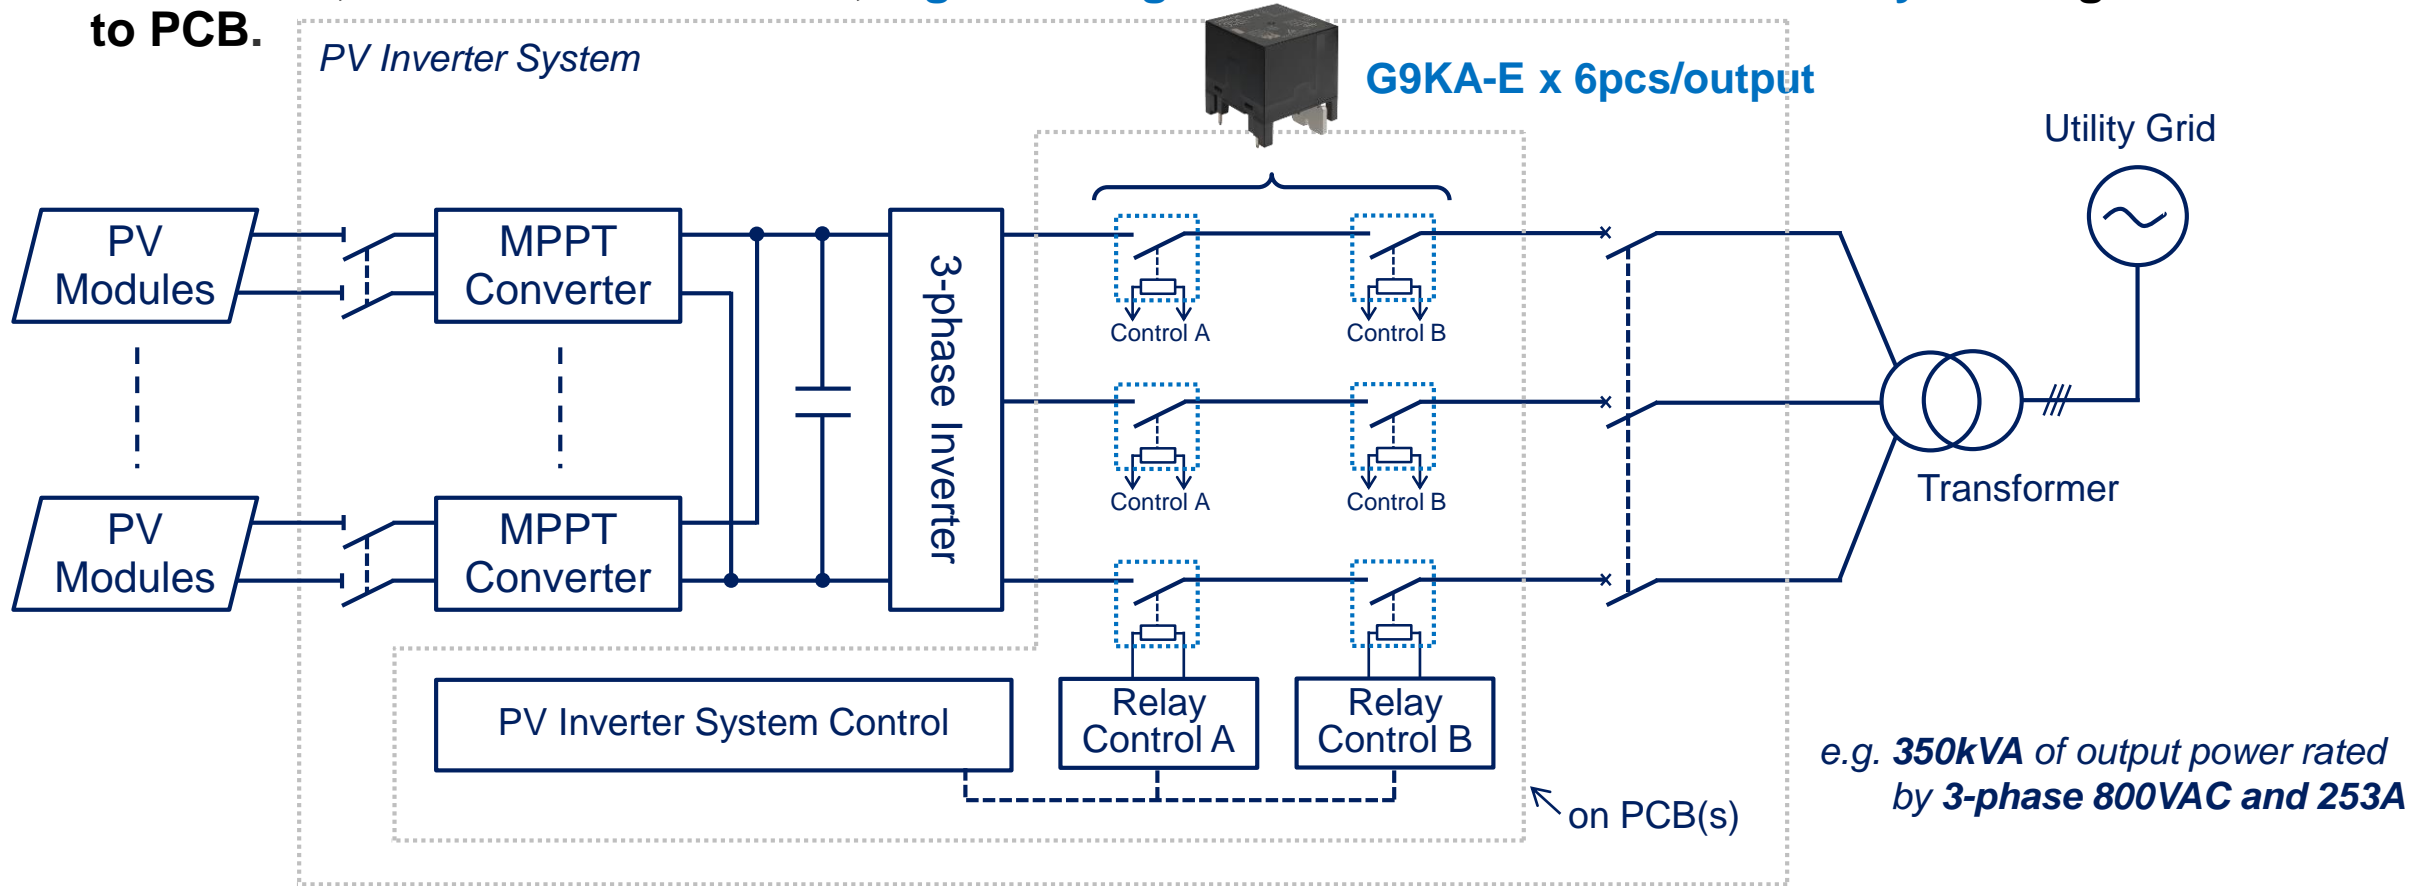 to PCB.
PV Inverter System
G9KA-E x 6pcs/output
Utility Grid
PV
Modules
MPPT
Converter
3-phase Inverter
Control A
Control B
Control A
Control B
Transformer
PV
Modules
MPPT
Converter
PV Inverter System Control
Relay
Control A
Relay
Control B
on PCB(s)
e.g. 350kVA of output power rated
by 3-phase 800VAC and 253A